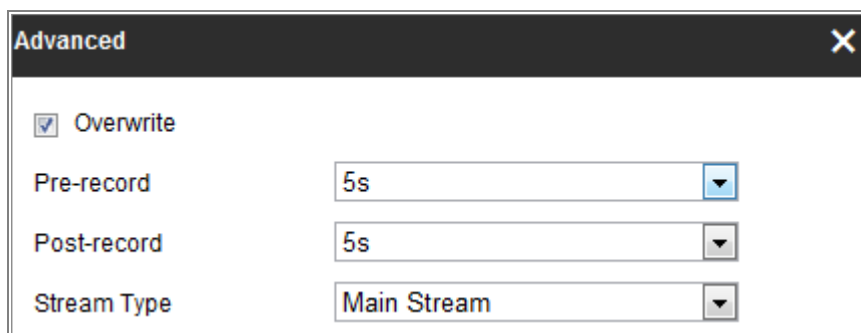 Advanced
Overwrite
Pre-record 5s
Post-record 5s
Stream Type Main Stream